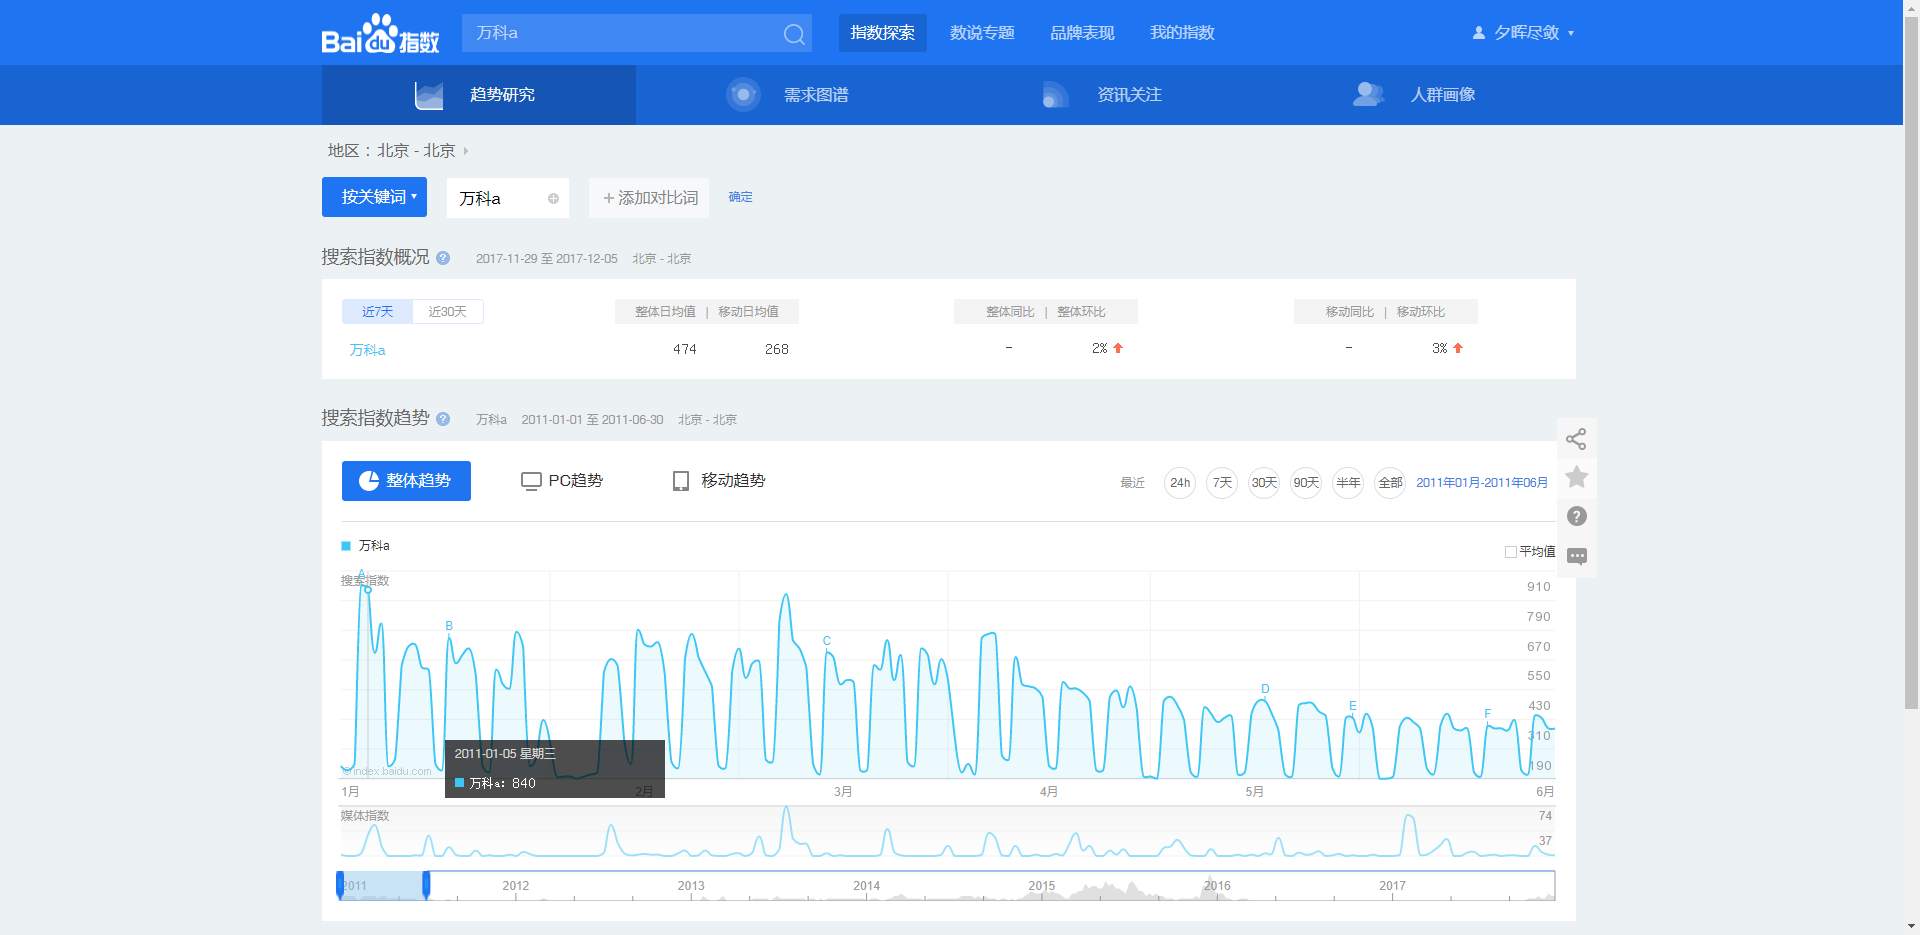 Baidu指数 万科a 指数探索 数说专题 品牌表现 我的指数 夕晖尽敛
趋势研究 需求图谱 资讯关注 人群画像
地区： 北京 - 北京
按关键词 万科a + 添加对比词 确定
搜索指数概况 ? 2017-11-29 至 2017-12-05 北京 - 北京
近7天 近30天 整体日均值 | 移动日均值 整体同比 | 整体环比 移动同比 | 移动环比
万科a 474 268 - 2% - 3%
搜索指数趋势 ? 万科a 2011-01-01 至 2011-06-30 北京 - 北京
整体趋势 PC趋势 移动趋势 最近 24h 7天 30天 90天 半年 全部 2011年01月-2011年06月
万科a
平均值
搜索指数
A
B
C
D
E
F
910
790
670
550
430
310
190
©index.baidu.com
2011-01-05 星期三
万科a: 840
1月 2月 3月 4月 5月 6月
媒体指数
74
37
2011 2012 2013 2014 2015 2016 2017